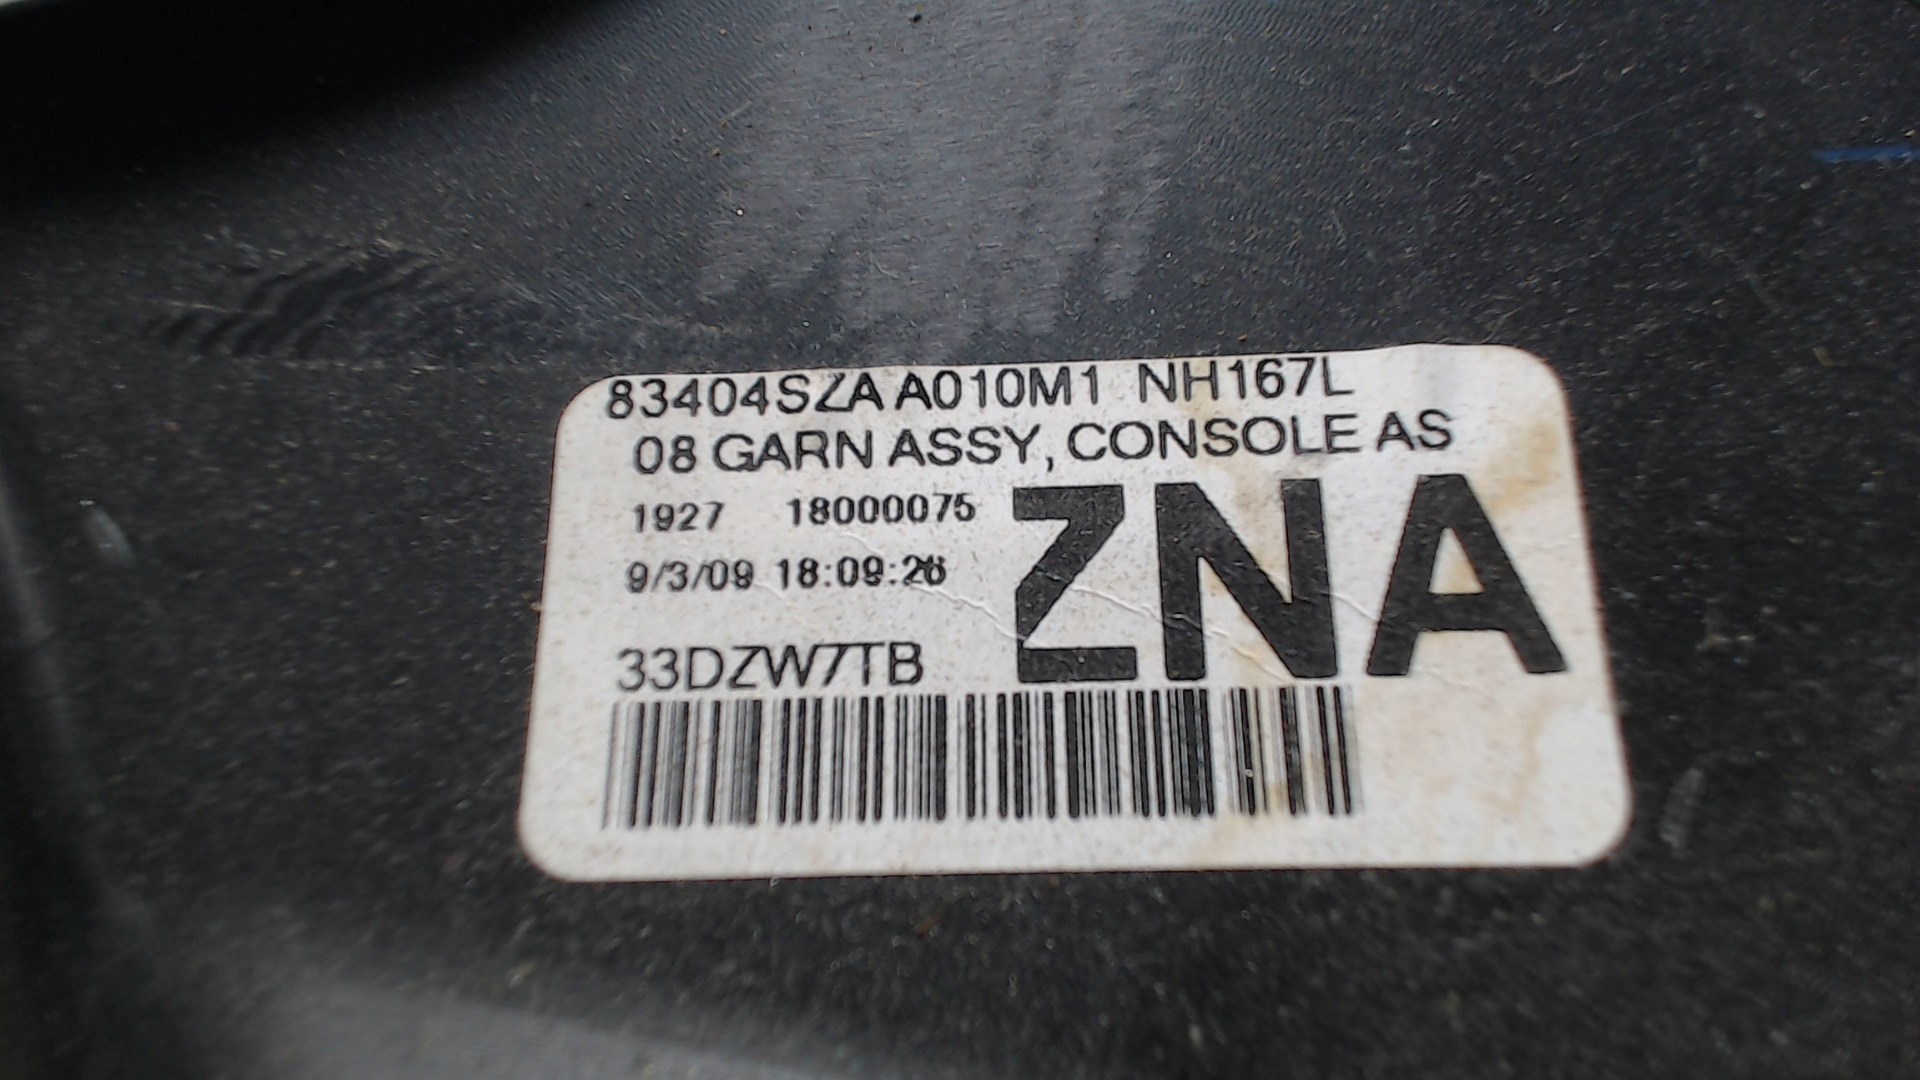 83404SZA A010M1 NH167L
08 GARN ASSY, CONSOLE AS
1927 18000075
9/3/09 18:09:26
ZNA
33DZW7TB